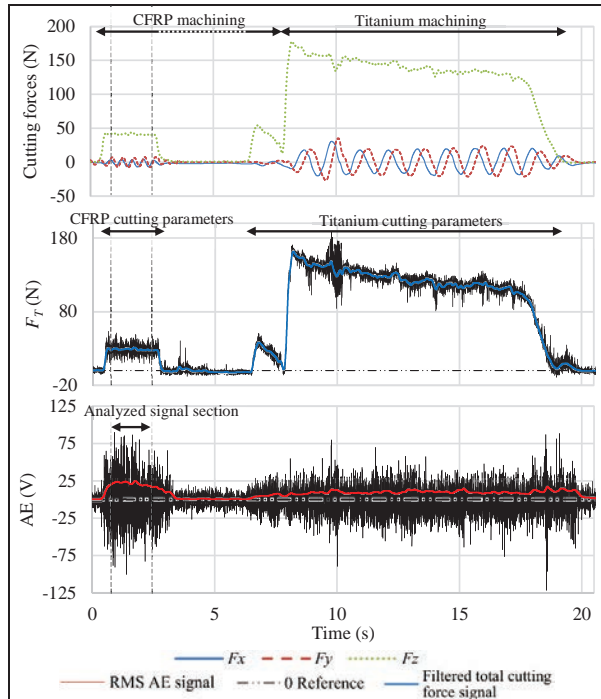 CFRP machining
Titanium machining
200
150
100
50
0
-50
Cutting forces (N)
CFRP cutting parameters
Titanium cutting parameters
180
80
-20
F_T (N)
Analyzed signal section
125
75
25
-25
-75
-125
AE (V)
0 5 10 15 20
Time (s)
Fx Fy Fz
RMS AE signal 0 Reference Filtered total cutting
force signal